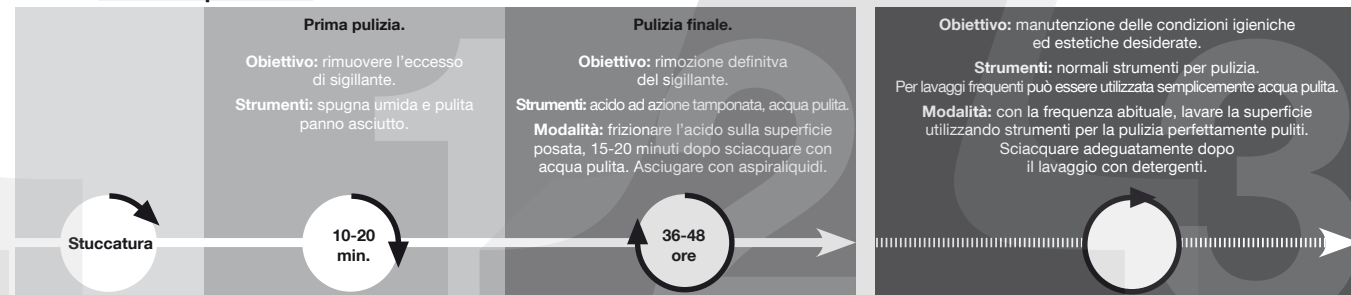 Prima pulizia.
Obiettivo: rimuovere l'eccesso
di sigillante.
Strumenti: spugna umida e pulita
panno asciutto.
Pulizia finale.
Obiettivo: rimozione definitva
del sigillante.
Strumenti: acido ad azione tamponata, acqua pulita.
Modalità: frizionare l'acido sulla superficie
posata, 15-20 minuti dopo sciacquare con
acqua pulita. Asciugare con aspiraliquidi.
Obiettivo: manutenzione delle condizioni igieniche
ed estetiche desiderate.
Strumenti: normali strumenti per pulizia.
Per lavaggi frequenti può essere utilizzata semplicemente acqua pulita.
Modalità: con la frequenza abituale, lavare la superficie
utilizzando strumenti per la pulizia perfettamente puliti.
Sciacquare adeguatamente dopo
il lavaggio con detergenti.
Stuccatura
10-20
min.
36-48
ore
1
2
3